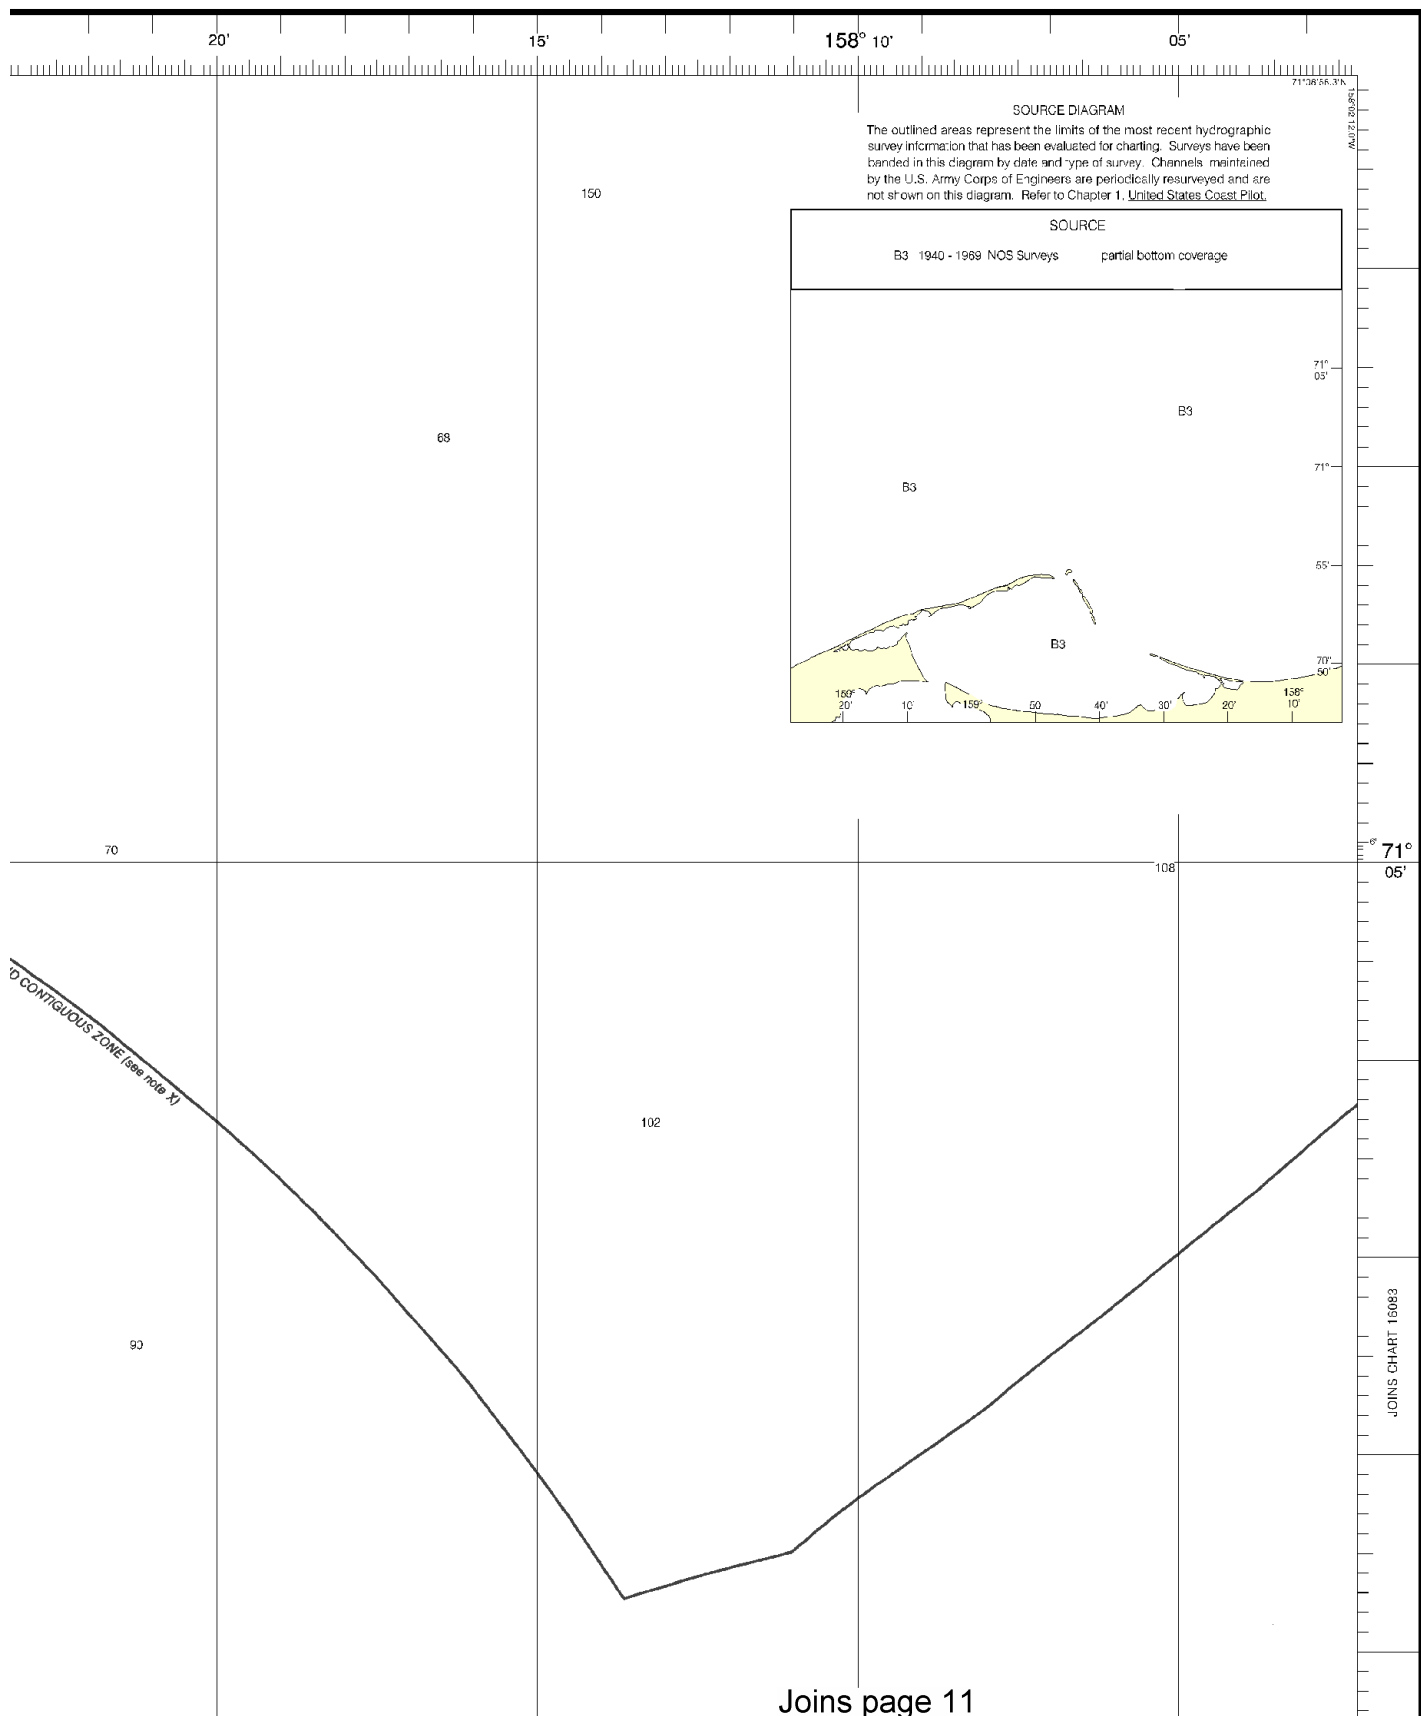 20'
15'
158° 10'
05'
71°06'56.3"N
158°02'12.0"W
SOURCE DIAGRAM
The outlined areas represent the limits of the most recent hydrographic
survey information that has been evaluated for charting. Surveys have been
banded in this diagram by date and type of survey. Channels maintained
by the U.S. Army Corps of Engineers are periodically resurveyed and are
not shown on this diagram. Refer to Chapter 1, United States Coast Pilot.
150
SOURCE
B3 1940 - 1969 NOS Surveys partial bottom coverage
71°
05'
B3
68
71°
B3
55'
B3
70°
50'
159°
20'
10'
159°
50'
40'
30'
20'
158°
10'
6'
71°
05'
70
108
D CONTIGUOUS ZONE (see note X)
102
90
JOINS CHART 16083
Joins page 11